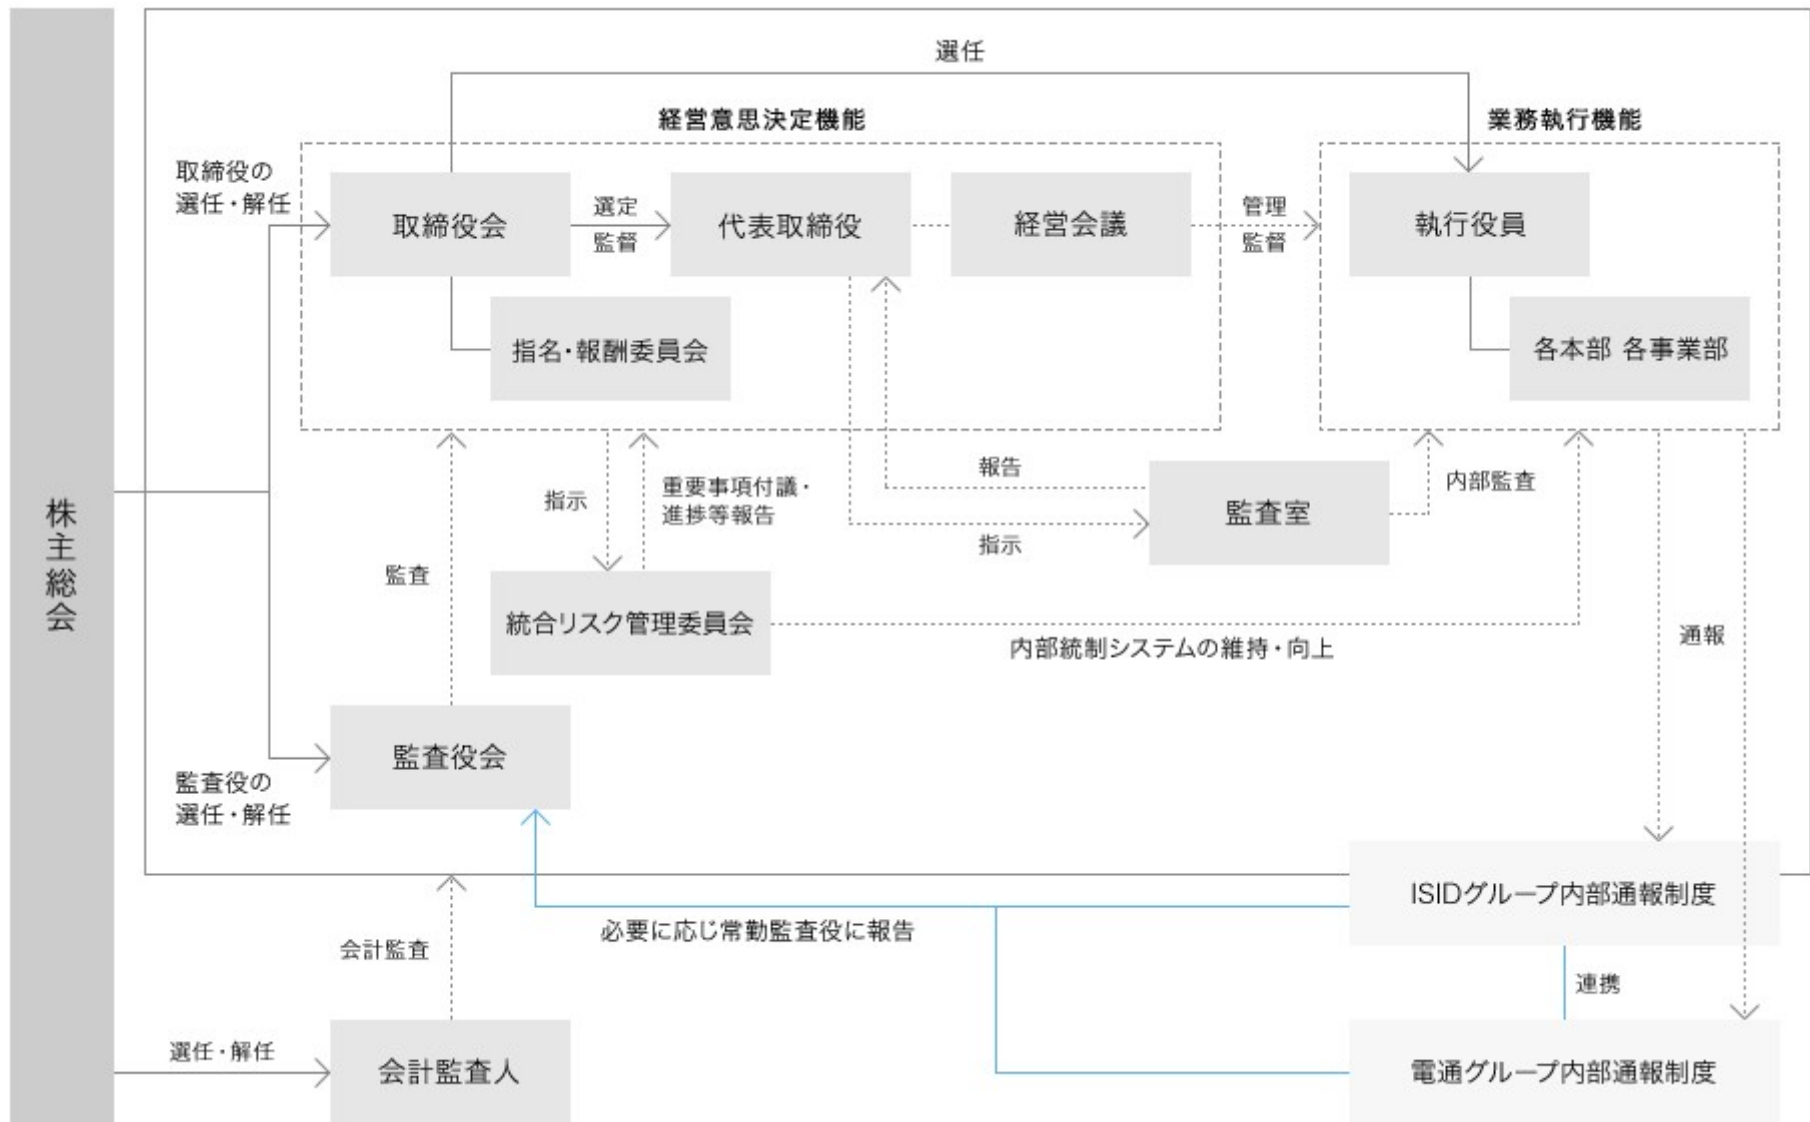 選任
経営意思決定機能
業務執行機能
取締役の
選任・解任
取締役会
選定
監督
代表取締役
経営会議
管理
監督
執行役員
指名・報酬委員会
各本部 各事業部
株主総会
指示
重要事項付議・
進捗等報告
報告
指示
監査室
内部監査
監査
統合リスク管理委員会
内部統制システムの維持・向上
通報
監査役会
監査役の
選任・解任
ISIDグループ内部通報制度
必要に応じ常勤監査役に報告
会計監査
連携
選任・解任
会計監査人
電通グループ内部通報制度